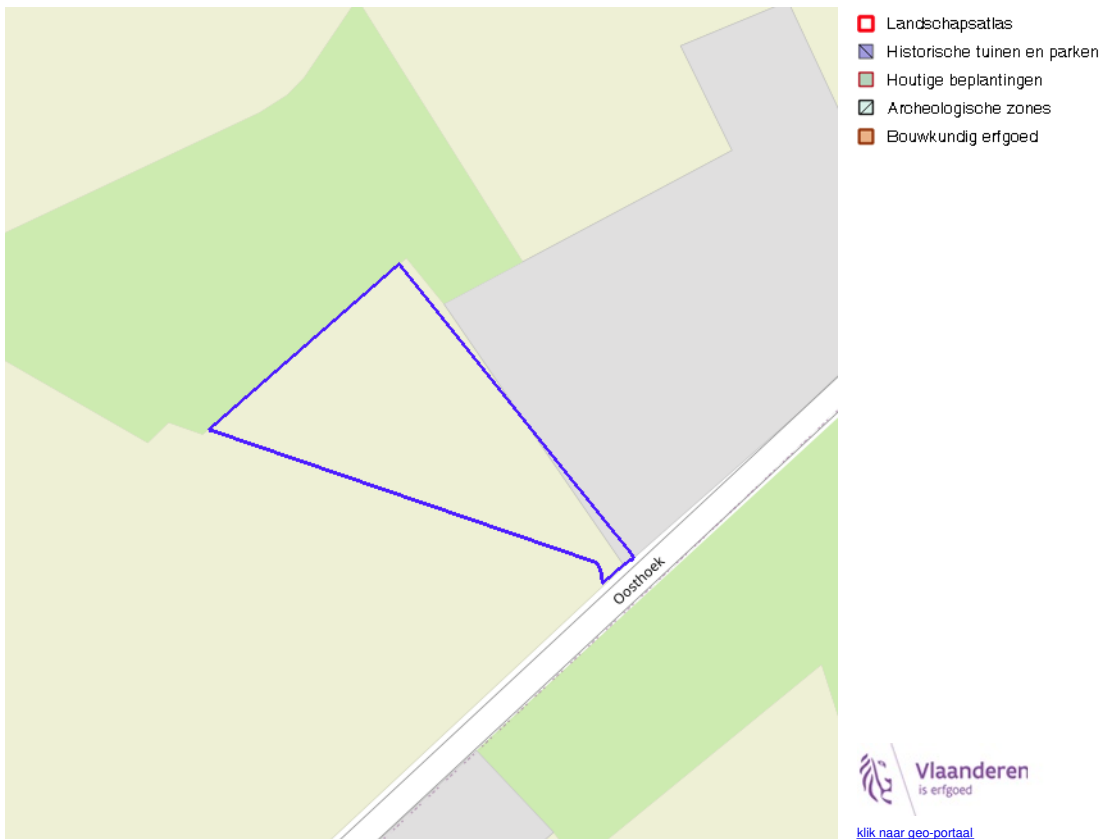 Landschapsatlas
Historische tuinen en parken
Houtige beplantingen
Archeologische zones
Bouwkundig erfgoed
Oosthoek
Vlaanderen
is erfgoed
klik naar geo-portaal